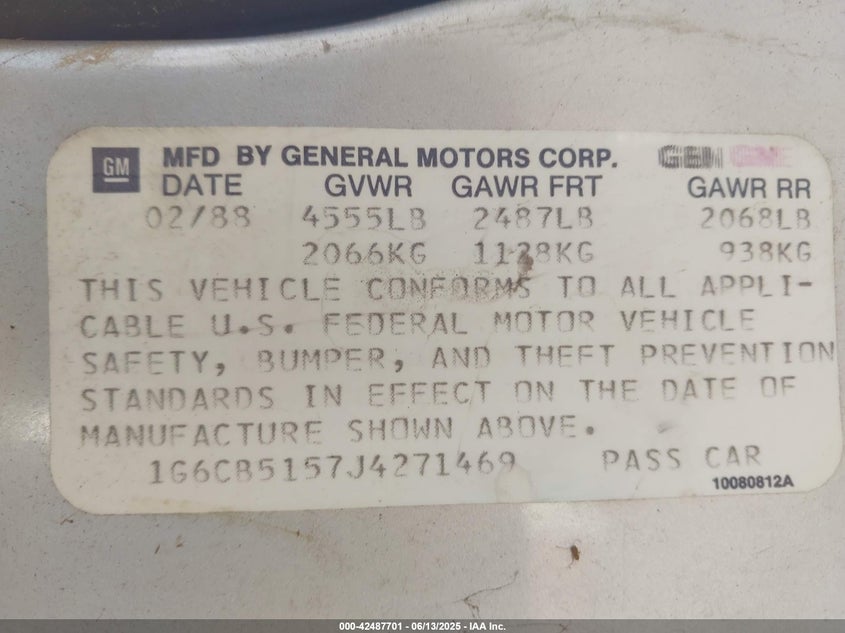 GM MFD BY GENERAL MOTORS CORP. GEN GME
DATE GVWR GAWR FRT GAWR RR
02/88 4555LB 2487LB 2068LB
2066KG 1128KG 938KG
THIS VEHICLE CONFORMS TO ALL APPLI-
CABLE U.S. FEDERAL MOTOR VEHICLE
SAFETY, BUMPER, AND THEFT PREVENTION
STANDARDS IN EFFECT ON THE DATE OF
MANUFACTURE SHOWN ABOVE.
1G6CB5157J4271469 PASS CAR
10080812A
000-42487701 - 06/13/2025 - IAA Inc.